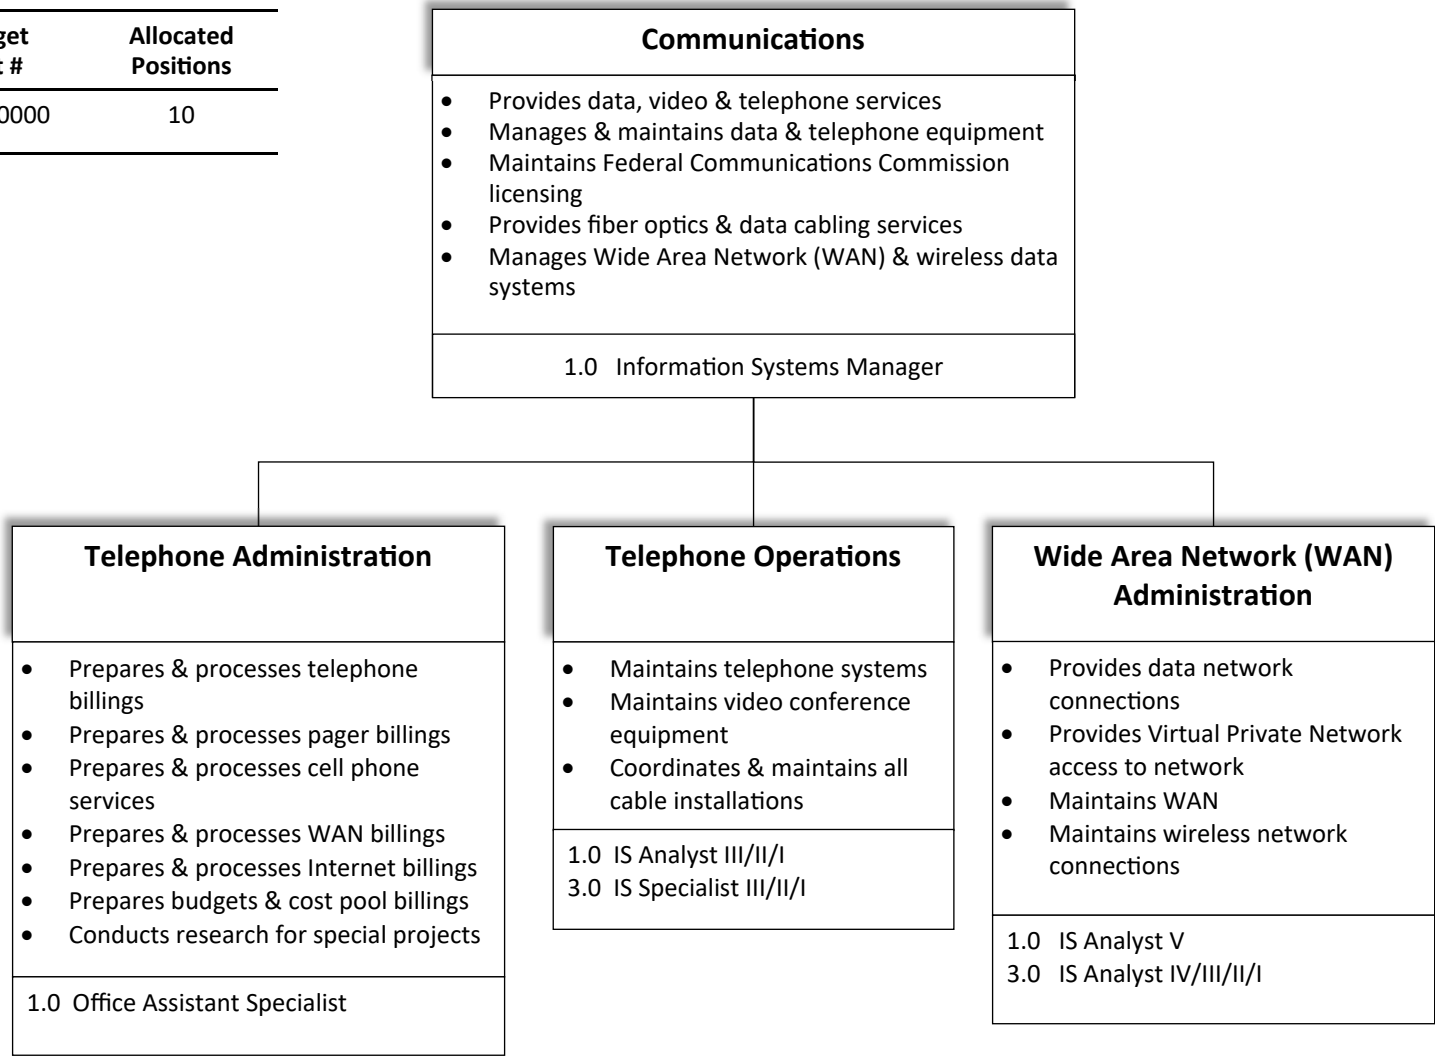 Allocated
#
Positions
0000 10
Communications
• Provides data, video & telephone services
• Manages & maintains data & telephone equipment
• Maintains Federal Communications Commission
licensing
• Provides fiber optics & data cabling services
• Manages Wide Area Network (WAN) & wireless data
systems
1.0 Information Systems Manager
Telephone Administration
• Prepares & processes telephone
billings
• Prepares & processes pager billings
• Prepares & processes cell phone
services
• Prepares & processes WAN billings
• Prepares & processes Internet billings
• Prepares budgets & cost pool billings
• Conducts research for special projects
1.0 Office Assistant Specialist
Telephone Operations
• Maintains telephone systems
• Maintains video conference
equipment
• Coordinates & maintains all
cable installations
1.0 IS Analyst III/II/I
3.0 IS Specialist III/II/I
Wide Area Network (WAN)
Administration
• Provides data network
connections
• Provides Virtual Private Network
access to network
• Maintains WAN
• Maintains wireless network
connections
1.0 IS Analyst V
3.0 IS Analyst IV/III/II/I